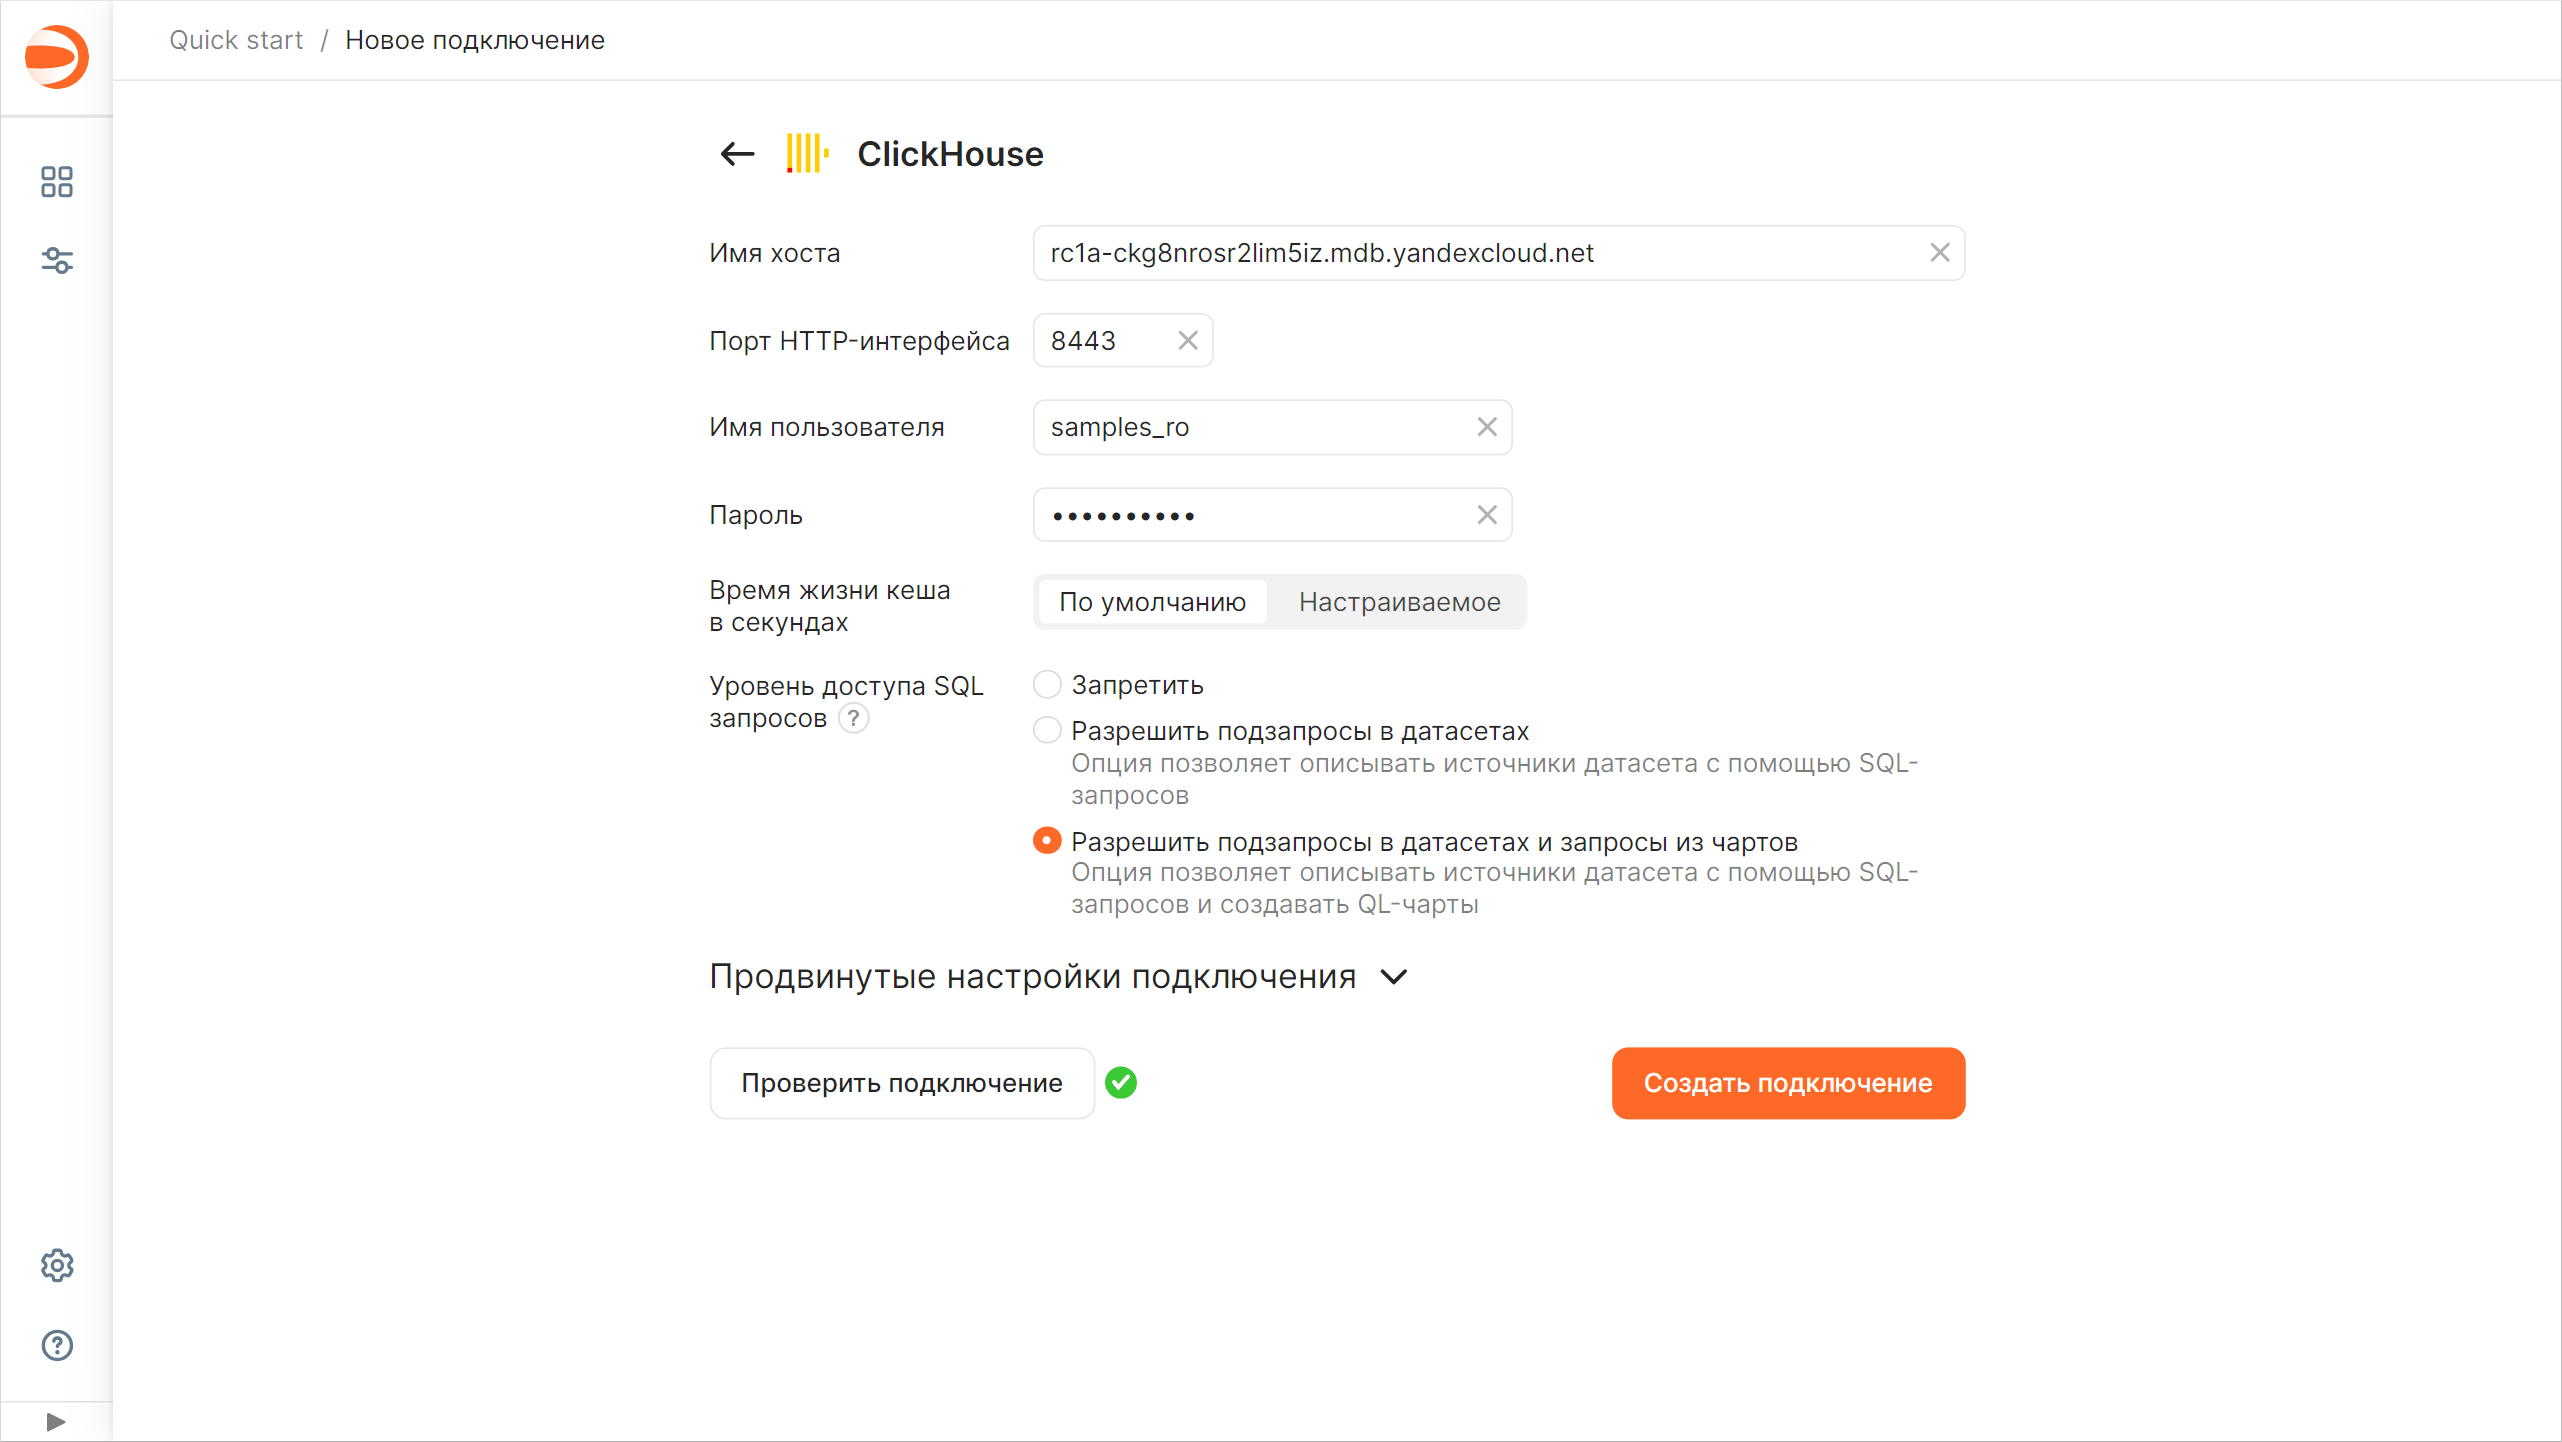 Quick start / Новое подключение
ClickHouse
Имя хоста
rc1a-ckg8nrosr2lim5iz.mdb.yandexcloud.net
Порт HTTP-интерфейса
8443
Имя пользователя
samples_ro
Пароль
••••••••••
Время жизни кеша
в секундах
По умолчанию
Настраиваемое
Уровень доступа SQL
запросов ?
Запретить
Разрешить подзапросы в датасетах
Опция позволяет описывать источники датасета с помощью SQL-
запросов
Разрешить подзапросы в датасетах и запросы из чартов
Опция позволяет описывать источники датасета с помощью SQL-
запросов и создавать QL-чарты
Продвинутые настройки подключения
Проверить подключение
Создать подключение